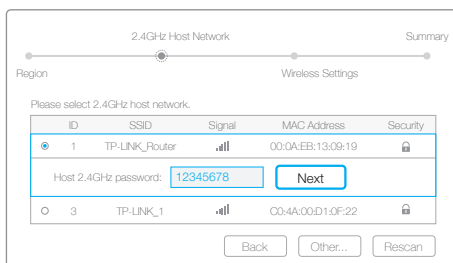 2.4GHz Host Network Summary
Region Wireless Settings
Please select 2.4GHz host network.
ID SSID Signal MAC Address Security
1 TP-LINK_Router 00:0A:EB:13:09:19
Host 2.4GHz password: 12345678 Next
3 TP-LINK_1 C0:4A:00:D1:0F:22
Back Other... Rescan